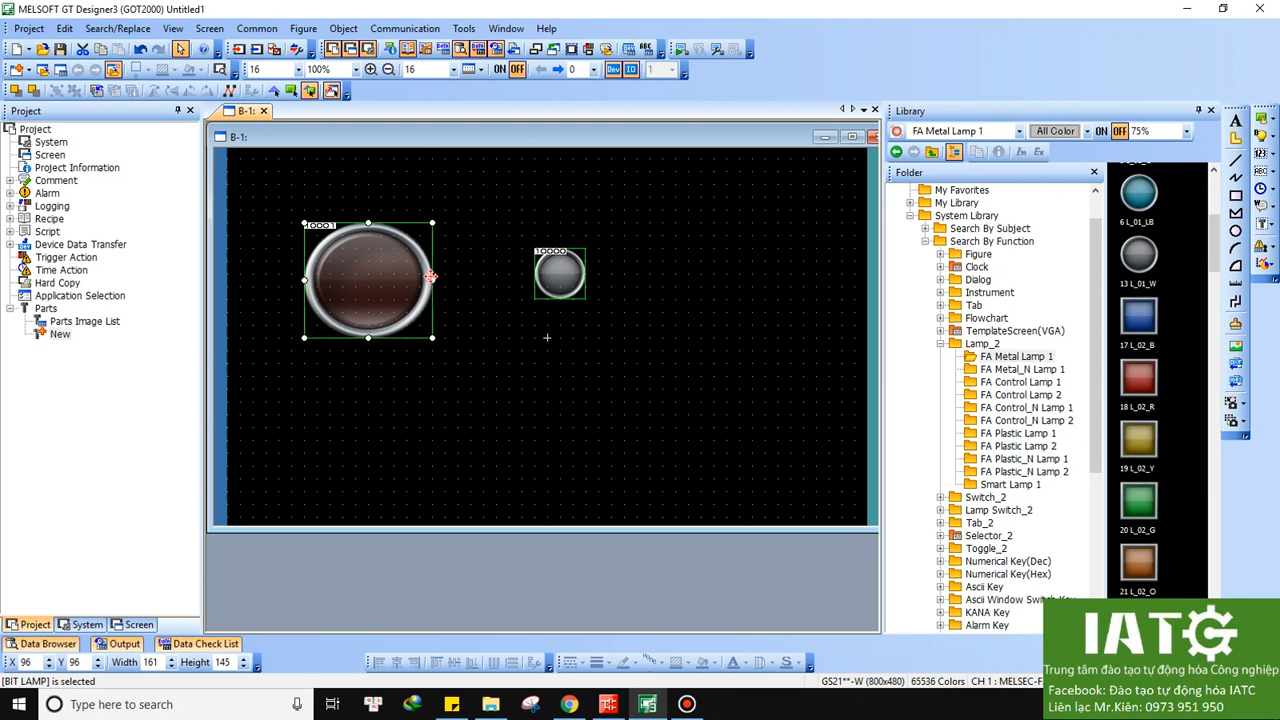 MELSOFT GT Designer3 (GOT2000) Untitled1
Project Edit Search/Replace View Screen Common Figure Object Communication Tools Window Help
16 100% 16 ON OFF 0 Dev ID 1
Project
B-1:
Library
B-1:
FA Metal Lamp 1 All Color ON OFF 75%
Project
System
Screen
Project Information
Comment
Alarm
Logging
Recipe
Script
Device Data Transfer
Trigger Action
Time Action
Hard Copy
Application Selection
Parts
Parts Image List
New
10001
10000
Folder
My Favorites
My Library
System Library
Search By Subject
Search By Function
Figure
Clock
Dialog
Instrument
Tab
Flowchart
TemplateScreen(VGA)
Lamp_2
FA Metal Lamp 1
FA Metal_N Lamp 1
FA Control Lamp 1
FA Control Lamp 2
FA Control_N Lamp 1
FA Control_N Lamp 2
FA Plastic Lamp 1
FA Plastic Lamp 2
FA Plastic_N Lamp 1
FA Plastic_N Lamp 2
Smart Lamp 1
Switch_2
Lamp Switch_2
Tab_2
Selector_2
Toggle_2
Numerical Key(Dec)
Numerical Key(Hex)
Ascii Key
Ascii Window Switch Key
KANA Key
Alarm Key
6 L_01_LB
13 L_01_W
17 L_02_B
18 L_02_R
19 L_02_Y
20 L_02_G
21 L_02_O
Project System Screen
Data Browser Output Data Check List
X 96 Y 96 Width 161 Height 145
[BIT LAMP] is selected
GS21**-W (800x480) 65536 Colors CH 1 : MELSEC-F
Type here to search
IATC
Trung tâm đào tạo tự động hóa Công nghiệp
Facebook: Đào tạo tự động hóa IATC
Liên lạc Mr.Kiên: 0973 951 950